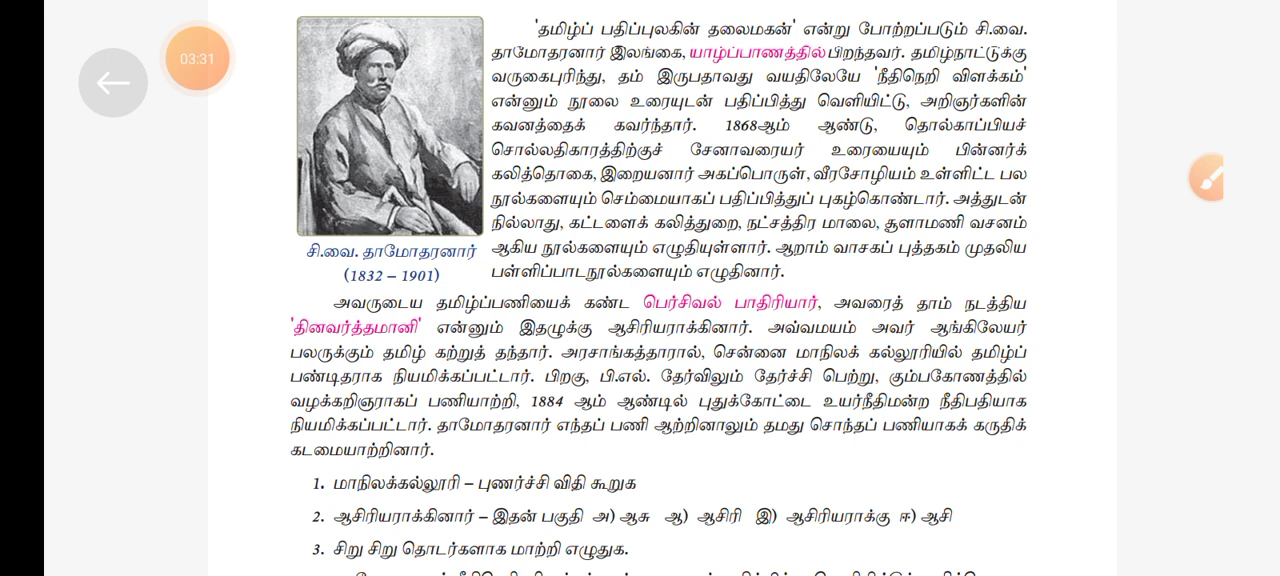 03:31
'தமிழ்ப் பதிப்புலகின் தலைமகன்' என்று போற்றப்படும் சி.வை.
தாமோதரனார் இலங்கை, யாழ்ப்பாணத்தில் பிறந்தவர். தமிழ்நாட்டுக்கு
வருகைபுரிந்து, தம் இருபதாவது வயதிலேயே 'நீதிநெறி விளக்கம்'
என்னும் நூலை உரையுடன் பதிப்பித்து வெளியிட்டு, அறிஞர்களின்
கவனத்தைக் கவர்ந்தார். 1868ஆம் ஆண்டு, தொல்காப்பியச்
சொல்லதிகாரத்திற்குச் சேனாவரையர் உரையையும் பின்னர்க்
கலித்தொகை, இறையனார் அகப்பொருள், வீரசோழியம் உள்ளிட்ட பல
நூல்களையும் செம்மையாகப் பதிப்பித்துப் புகழ்கொண்டார். அத்துடன்
நில்லாது, கட்டளைக் கலித்துறை, நட்சத்திர மாலை, சூளாமணி வசனம்
ஆகிய நூல்களையும் எழுதியுள்ளார். ஆறாம் வாசகப் புத்தகம் முதலிய
பள்ளிப்பாடநூல்களையும் எழுதினார்.
சி.வை. தாமோதரனார்
(1832 – 1901)
அவருடைய தமிழ்ப்பணியைக் கண்ட பெர்சிவல் பாதிரியார், அவரைத் தாம் நடத்திய
'தினவர்த்தமானி' என்னும் இதழுக்கு ஆசிரியராக்கினார். அவ்வமயம் அவர் ஆங்கிலேயர்
பலருக்கும் தமிழ் கற்றுத் தந்தார். அரசாங்கத்தாரால், சென்னை மாநிலக் கல்லூரியில் தமிழ்ப்
பண்டிதராக நியமிக்கப்பட்டார். பிறகு, பி.எல். தேர்விலும் தேர்ச்சி பெற்று, கும்பகோணத்தில்
வழக்கறிஞராகப் பணியாற்றி, 1884 ஆம் ஆண்டில் புதுக்கோட்டை உயர்நீதிமன்ற நீதிபதியாக
நியமிக்கப்பட்டார். தாமோதரனார் எந்தப் பணி ஆற்றினாலும் தமது சொந்தப் பணியாகக் கருதிக்
கடமையாற்றினார்.
1. மாநிலக்கல்லூரி – புணர்ச்சி விதி கூறுக
2. ஆசிரியராக்கினார் – இதன் பகுதி அ) ஆசு ஆ) ஆசிரி இ) ஆசிரியராக்கு ஈ) ஆசி
3. சிறு சிறு தொடர்களாக மாற்றி எழுதுக.